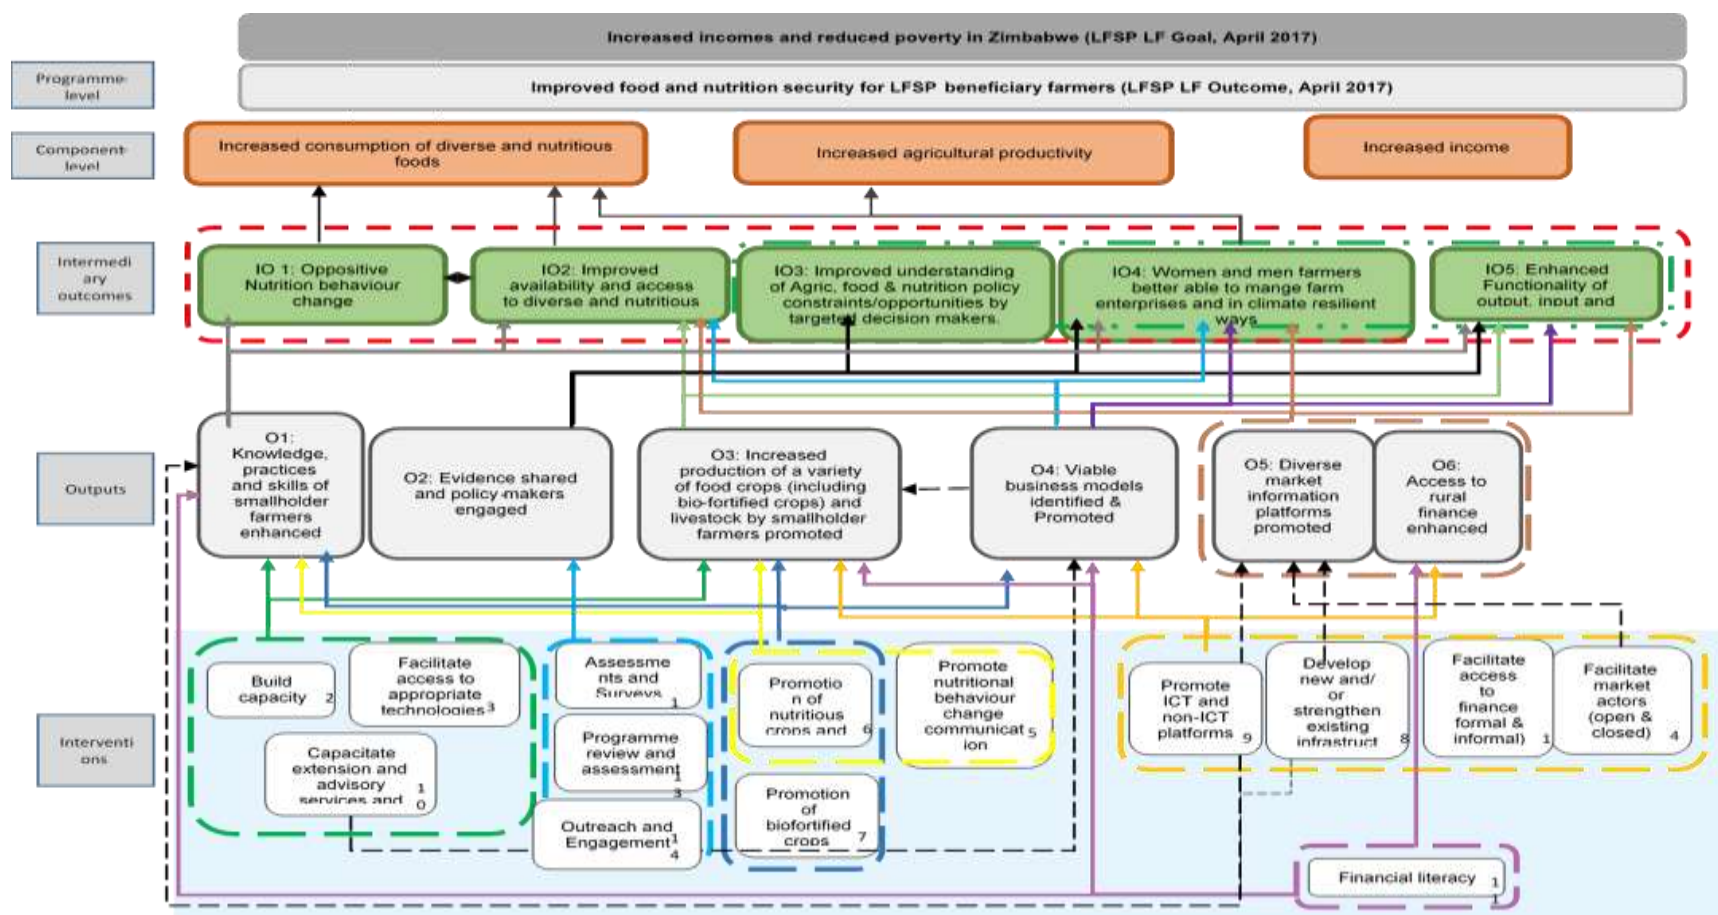 Increased incomes and reduced poverty in Zimbabwe (LFSP LF Goal, April 2017)
Programme-
level
Improved food and nutrition security for LFSP beneficiary farmers (LFSP LF Outcome, April 2017)
Component-
level
Increased consumption of diverse and nutritious
foods
Increased agricultural productivity
Increased income
Intermedi
ary
outcomes
IO 1: Oppositive
Nutrition behaviour
change
IO2: Improved
availability and access
to diverse and nutritious
IO3: Improved understanding
of Agric, food & nutrition policy
constraints/opportunities by
targeted decision makers.
IO4: Women and men farmers
better able to mange farm
enterprises and in climate resilient
ways
IO5: Enhanced
Functionality of
output, input and
Outputs
O1:
Knowledge,
practices
and skills of
smallholder
farmers
enhanced
O2: Evidence shared
and policy-makers
engaged
O3: Increased
production of a variety
of food crops (including
bio-fortified crops) and
livestock by smallholder
farmers promoted
O4: Viable
business models
identified &
Promoted
O5: Diverse
market
information
platforms
promoted
O6:
Access to
rural
finance
enhanced
Interventi
ons
Build
capacity 2
Facilitate
access to
appropriate
technologies 3
Capacitate
extension and
advisory
services and
1
0
Assessme
nts and
Surveys
1
Programme
review and
assessment
1
3
Outreach and
Engagement 1
4
Promotio
n of
nutritious
crops and 6
Promotion
of
biofortified
crops 7
Promote
nutritional
behaviour
change
communicat 5
ion
Promote
ICT and
non-ICT
platforms 9
Develop
new and/
or
strengthen
existing
infrastruct 8
Facilitate
access
to
finance
formal &
informal) 1
Facilitate
market
actors
(open &
closed) 4
Financial literacy 1
1